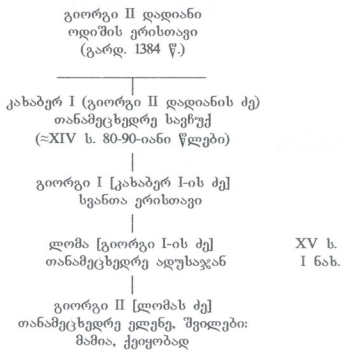 გიორგი II დადიანი
ოდიშის ერისთავი
(გარდ. 1384 წ.)
კახაბერ I (გიორგი II დადიანის ძე)
თანამეცხედრე სავჩუქ
(≈XIV ს. 80-90-იანი წლები)
გიორგი I [კახაბერ I-ის ძე]
სვანთა ერისთავი
ლომა [გიორგი I-ის ძე] XV ს.
თანამეცხედრე ადუსაჯან I ნახ.
გიორგი II [ლომას ძე]
თანამეცხედრე ელენე, შვილები:
მამია, ქეიყობად